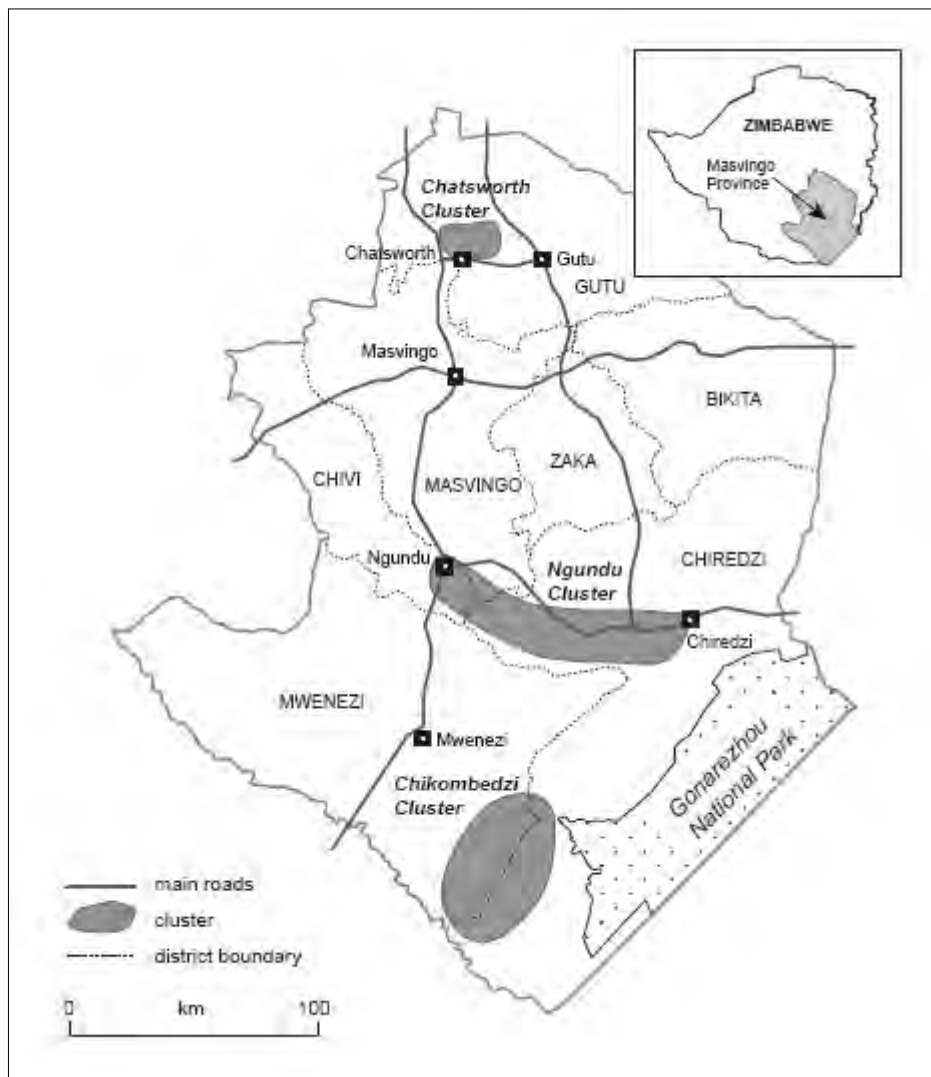 ZIMBABWE
Masvingo
Province
Chatsworth
Cluster
Chatsworth
Gutu
GUTU
Masvingo
BIKITA
ZAKA
CHIVI
MASVINGO
Ngundu
Ngundu
Cluster
CHIREDZI
Chiredzi
MWENEZI
Mwenezi
Gonarezhou
National Park
Chikombedzi
Cluster
main roads
cluster
district boundary
0 km 100